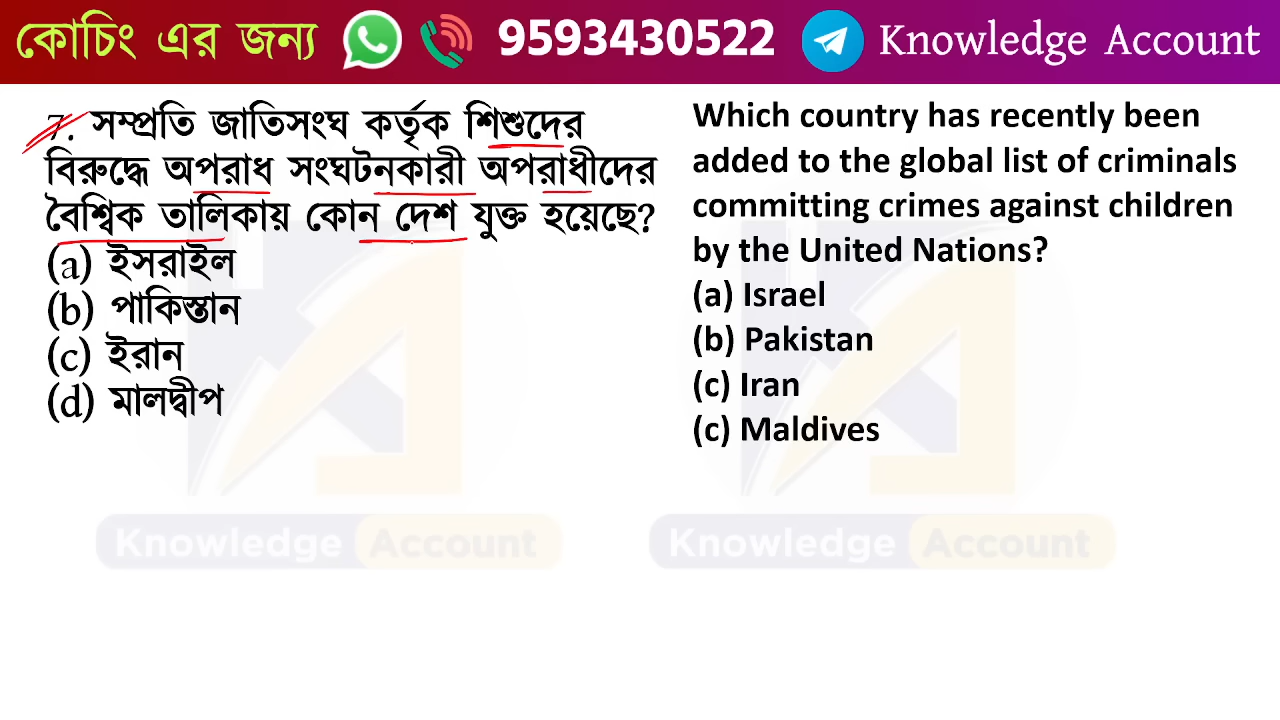 কোচিং এর জন্য 9593430522 Knowledge Account
7. সম্প্রতি জাতিসংঘ কর্তৃক শিশুদের
বিরুদ্ধে অপরাধ সংঘটনকারী অপরাধীদের
বৈশ্বিক তালিকায় কোন দেশ যুক্ত হয়েছে?
(a) ইসরাইল
(b) পাকিস্তান
(c) ইরান
(d) মালদ্বীপ
Which country has recently been
added to the global list of criminals
committing crimes against children
by the United Nations?
(a) Israel
(b) Pakistan
(c) Iran
(c) Maldives
Knowledge Account
Knowledge Account